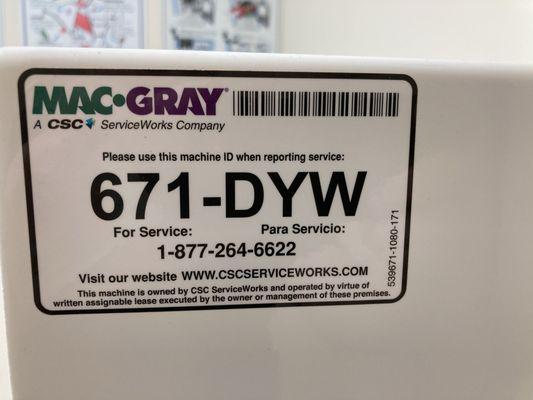 MAC•GRAY®
A CSC ServiceWorks Company
Please use this machine ID when reporting service:
671-DYW
For Service: Para Servicio:
1-877-264-6622
Visit our website WWW.CSCSERVICEWORKS.COM
This machine is owned by CSC ServiceWorks and operated by virtue of
written assignable lease executed by the owner or management of these premises.
539671-1080-171